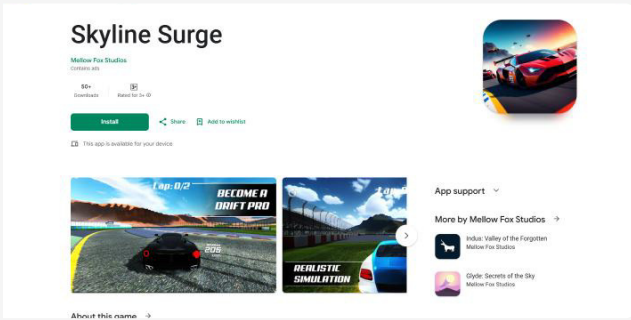 Skyline Surge
Mellow Fox Studios
Contains ads
50+
Downloads
Rated for 3+
Install
Share
Add to wishlist
This app is available for your device
Lap: 0/2
BECOME A
DRIFT PRO
206
REALISTIC
SIMULATION
App support
More by Mellow Fox Studios
Indus: Valley of the Forgotten
Mellow Fox Studios
Glyde: Secrets of the Sky
Mellow Fox Studios
About this game